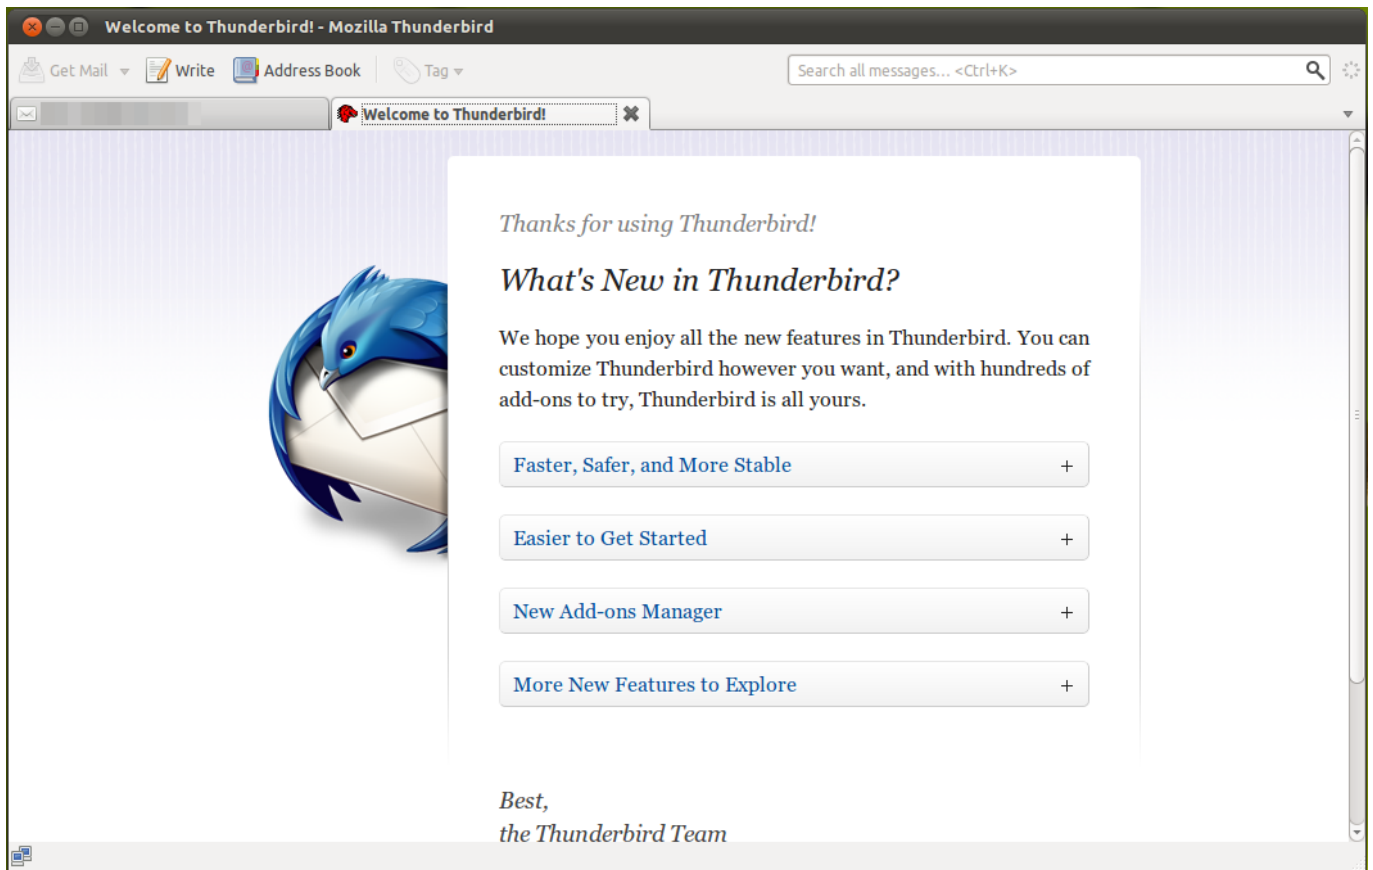 Welcome to Thunderbird! - Mozilla Thunderbird
Get Mail Write Address Book Tag Search all messages... <Ctrl+K>
Welcome to Thunderbird!
Thanks for using Thunderbird!
What's New in Thunderbird?
We hope you enjoy all the new features in Thunderbird. You can
customize Thunderbird however you want, and with hundreds of
add-ons to try, Thunderbird is all yours.
Faster, Safer, and More Stable +
Easier to Get Started +
New Add-ons Manager +
More New Features to Explore +
Best,
the Thunderbird Team